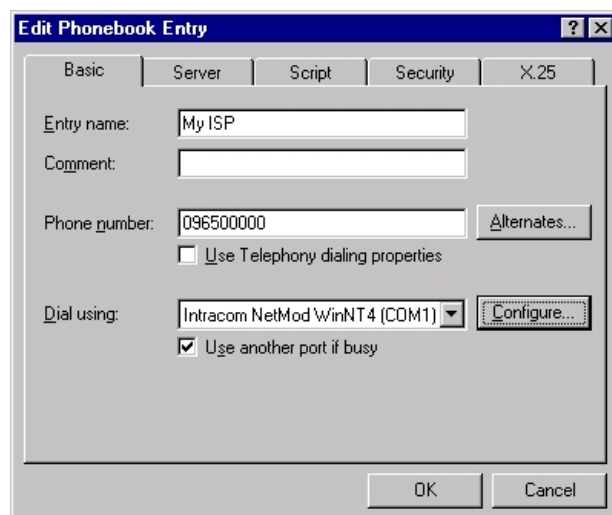 Edit Phonebook Entry
Basic Server Script Security X.25
Entry name: My ISP
Comment:
Phone number: 096500000 Alternates...
Use Telephony dialing properties
Dial using: Intracom NetMod WinNT4 (COM1) Configure...
Use another port if busy
OK Cancel